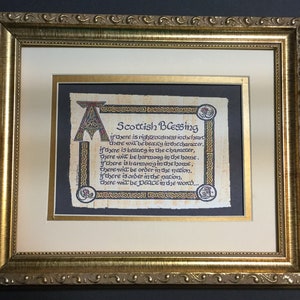 A Scottish Blessing
if there is righteousness in the heart
there will be beauty in the character.
if there is beauty in the character,
there will be harmony in the home.
if there is harmony in the home,
there will be order in the nation.
if there is order in the nation,
there will be PEACE in the world.